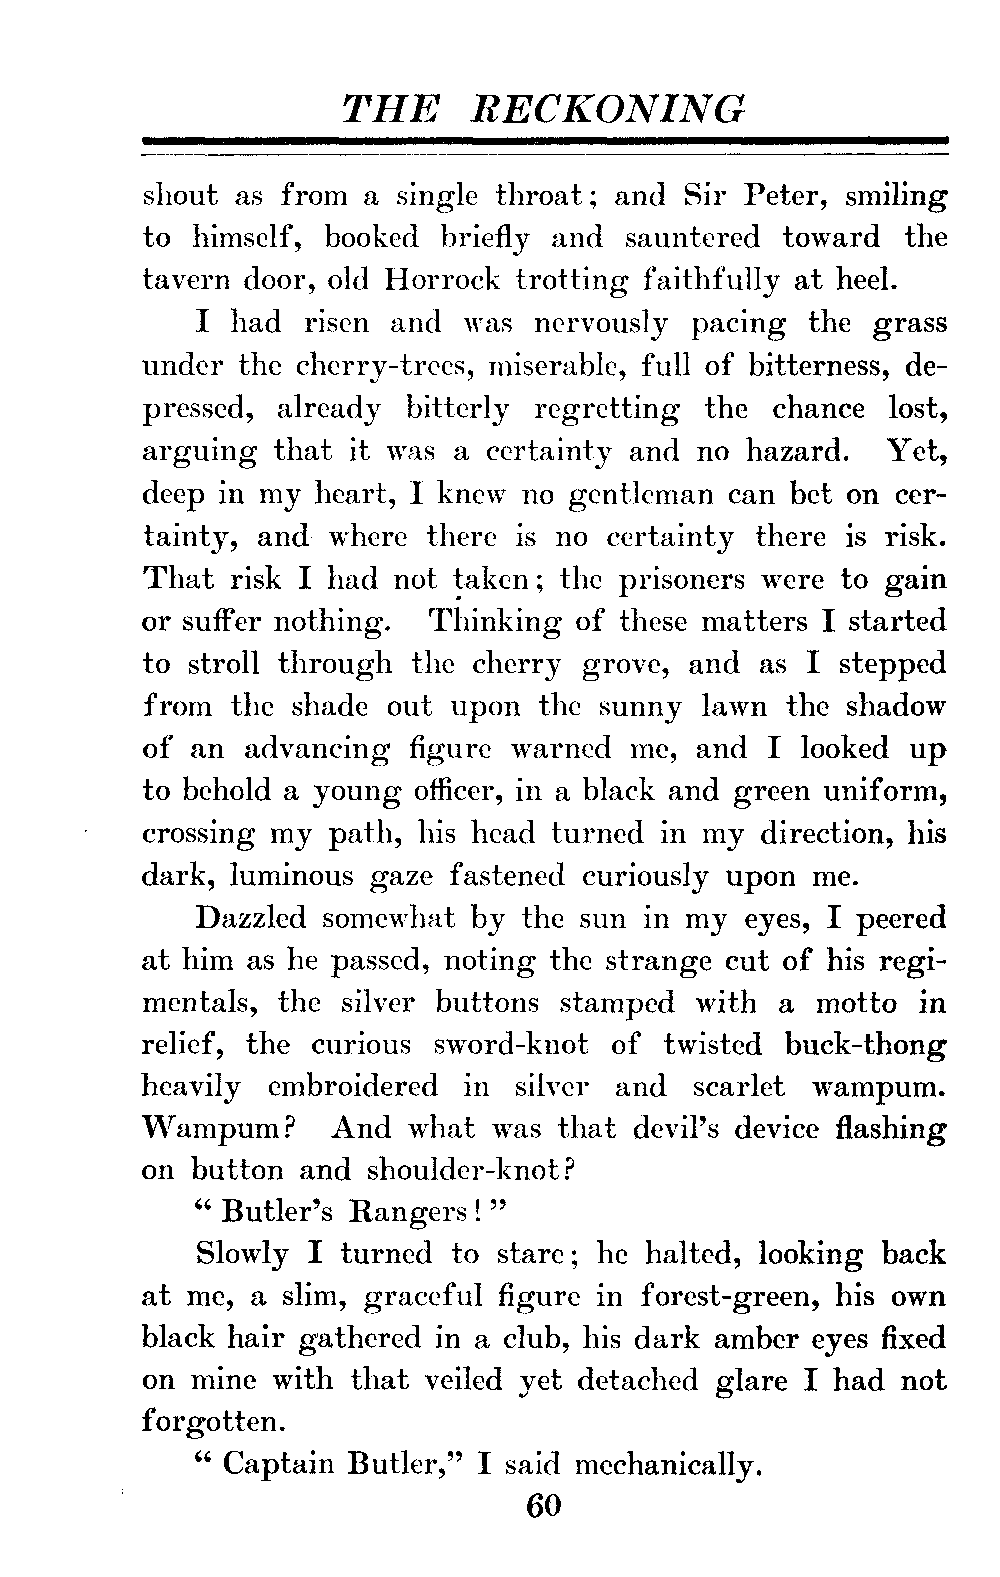 THE RECKONING
shout as from a single throat; and Sir Peter, smiling
to himself, booked briefly and sauntered toward the
tavern door, old Horrock trotting faithfully at heel.
I had risen and was nervously pacing the grass
under the cherry-trees, miserable, full of bitterness, de-
pressed, already bitterly regretting the chance lost,
arguing that it was a certainty and no hazard. Yet,
deep in my heart, I knew no gentleman can bet on cer-
tainty, and where there is no certainty there is risk.
That risk I had not taken; the prisoners were to gain
or suffer nothing. Thinking of these matters I started
to stroll through the cherry grove, and as I stepped
from the shade out upon the sunny lawn the shadow
of an advancing figure warned me, and I looked up
to behold a young officer, in a black and green uniform,
crossing my path, his head turned in my direction, his
dark, luminous gaze fastened curiously upon me.
Dazzled somewhat by the sun in my eyes, I peered
at him as he passed, noting the strange cut of his regi-
mentals, the silver buttons stamped with a motto in
relief, the curious sword-knot of twisted buck-thong
heavily embroidered in silver and scarlet wampum.
Wampum? And what was that devil's device flashing
on button and shoulder-knot?
" Butler's Rangers! "
Slowly I turned to stare; he halted, looking back
at me, a slim, graceful figure in forest-green, his own
black hair gathered in a club, his dark amber eyes fixed
on mine with that veiled yet detached glare I had not
forgotten.
" Captain Butler," I said mechanically.
60